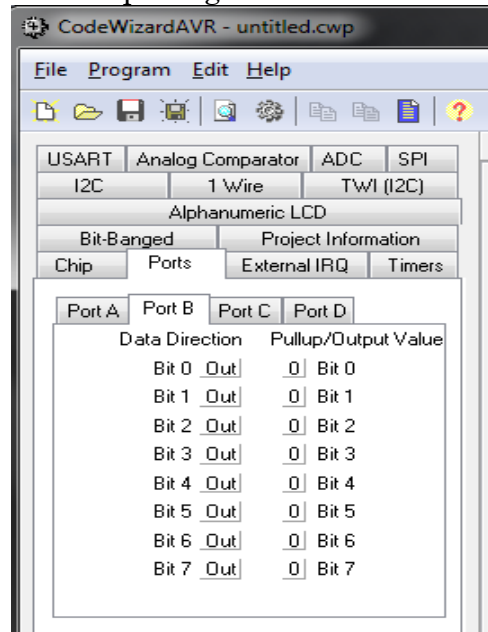 CodeWizardAVR - untitled.cwp
File Program Edit Help
USART Analog Comparator ADC SPI
I2C 1 Wire TWI (I2C)
Alphanumeric LCD
Bit-Banged Project Information
Chip Ports External IRQ Timers
Port A Port B Port C Port D
Data Direction Pullup/Output Value
Bit 0 Out 0 Bit 0
Bit 1 Out 0 Bit 1
Bit 2 Out 0 Bit 2
Bit 3 Out 0 Bit 3
Bit 4 Out 0 Bit 4
Bit 5 Out 0 Bit 5
Bit 6 Out 0 Bit 6
Bit 7 Out 0 Bit 7